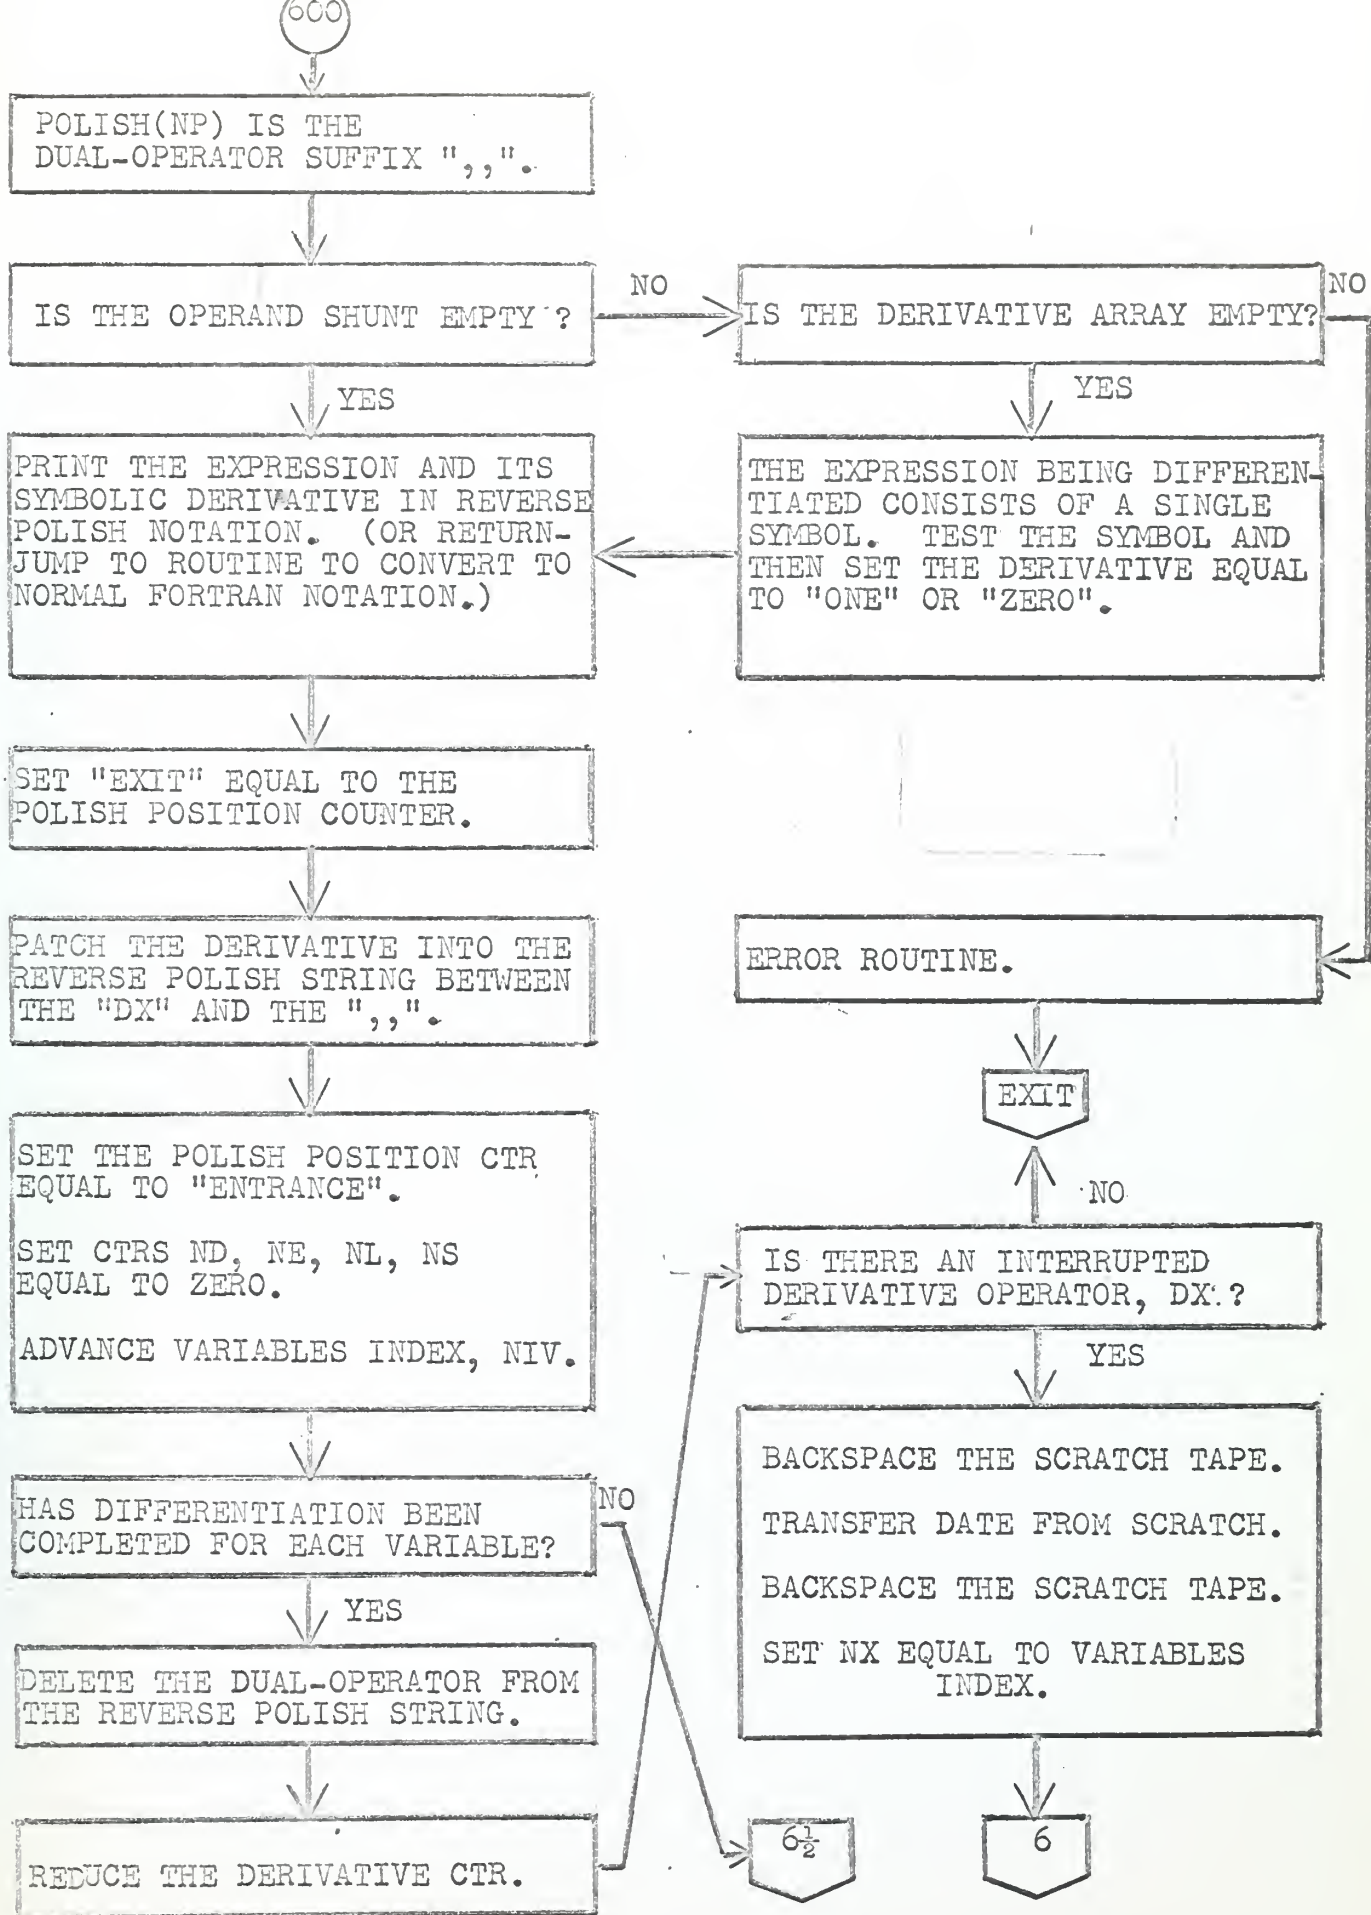 600
POLISH(NP) IS THE
DUAL-OPERATOR SUFFIX ",,".
IS THE OPERAND SHUNT EMPTY ?
NO
IS THE DERIVATIVE ARRAY EMPTY?
NO
YES
YES
PRINT THE EXPRESSION AND ITS
SYMBOLIC DERIVATIVE IN REVERSE
POLISH NOTATION. (OR RETURN-
JUMP TO ROUTINE TO CONVERT TO
NORMAL FORTRAN NOTATION.)
THE EXPRESSION BEING DIFFEREN-
TIATED CONSISTS OF A SINGLE
SYMBOL. TEST THE SYMBOL AND
THEN SET THE DERIVATIVE EQUAL
TO "ONE" OR "ZERO".
SET "EXIT" EQUAL TO THE
POLISH POSITION COUNTER.
PATCH THE DERIVATIVE INTO THE
REVERSE POLISH STRING BETWEEN
THE "DX" AND THE ",,".
ERROR ROUTINE.
EXIT
SET THE POLISH POSITION CTR
EQUAL TO "ENTRANCE".
SET CTRS ND, NE, NL, NS
EQUAL TO ZERO.
ADVANCE VARIABLES INDEX, NIV.
NO
IS THERE AN INTERRUPTED
DERIVATIVE OPERATOR, DX ?
YES
HAS DIFFERENTIATION BEEN
COMPLETED FOR EACH VARIABLE?
NO
YES
BACKSPACE THE SCRATCH TAPE.
TRANSFER DATE FROM SCRATCH.
BACKSPACE THE SCRATCH TAPE.
SET NX EQUAL TO VARIABLES
INDEX.
DELETE THE DUAL-OPERATOR FROM
THE REVERSE POLISH STRING.
REDUCE THE DERIVATIVE CTR.
6½
6